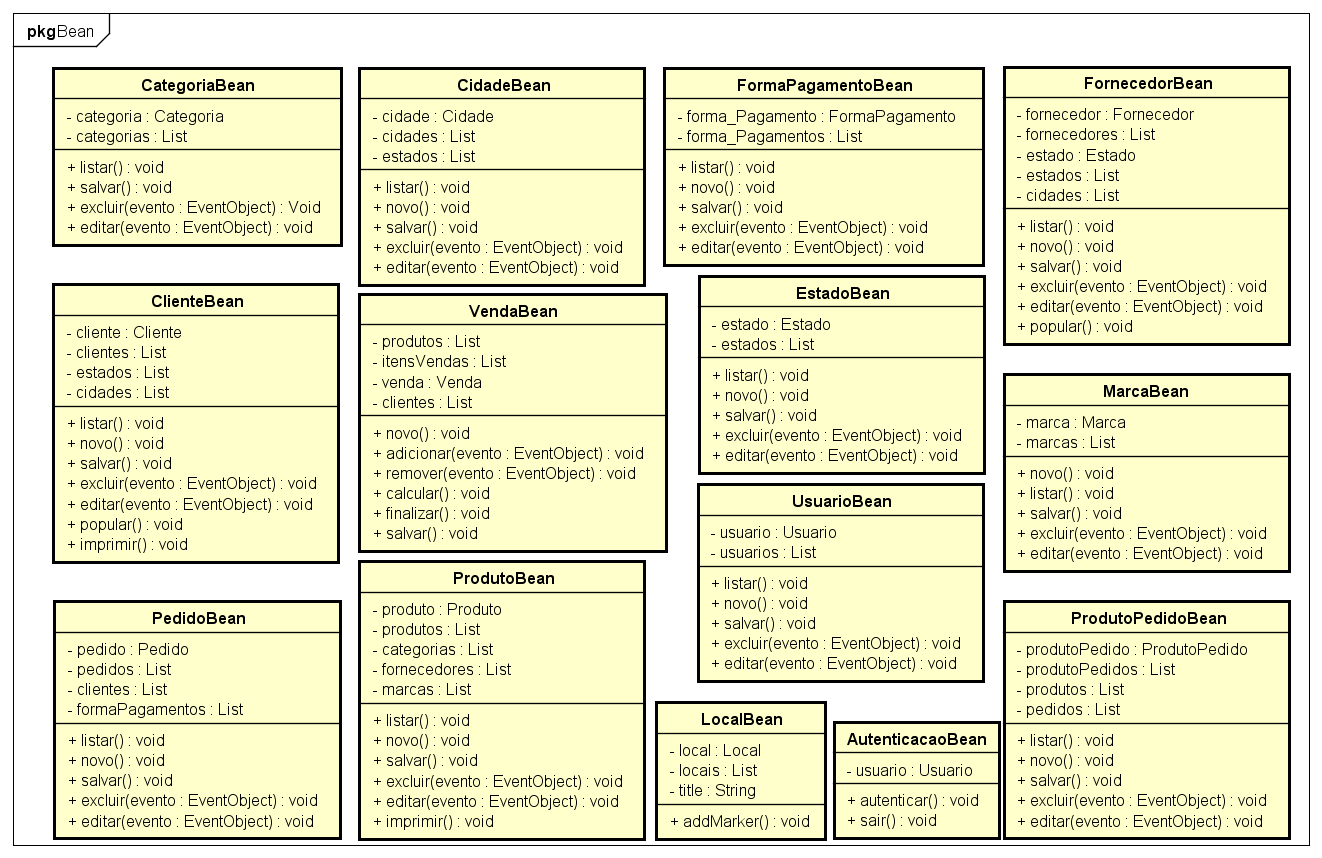 pkgBean
CategoriaBean
- categoria : Categoria
- categorias : List
+ listar() : void
+ salvar() : void
+ excluir(evento : EventObject) : Void
+ editar(evento : EventObject) : void
CidadeBean
- cidade : Cidade
- cidades : List
- estados : List
+ listar() : void
+ novo() : void
+ salvar() : void
+ excluir(evento : EventObject) : void
+ editar(evento : EventObject) : void
FormaPagamentoBean
- forma_Pagamento : FormaPagamento
- forma_Pagamentos : List
+ listar() : void
+ novo() : void
+ salvar() : void
+ excluir(evento : EventObject) : void
+ editar(evento : EventObject) : void
FornecedorBean
- fornecedor : Fornecedor
- fornecedores : List
- estado : Estado
- estados : List
- cidades : List
+ listar() : void
+ novo() : void
+ salvar() : void
+ excluir(evento : EventObject) : void
+ editar(evento : EventObject) : void
+ popular() : void
ClienteBean
- cliente : Cliente
- clientes : List
- estados : List
- cidades : List
+ listar() : void
+ novo() : void
+ salvar() : void
+ excluir(evento : EventObject) : void
+ editar(evento : EventObject) : void
+ popular() : void
+ imprimir() : void
VendaBean
- produtos : List
- itensVendas : List
- venda : Venda
- clientes : List
+ novo() : void
+ adicionar(evento : EventObject) : void
+ remover(evento : EventObject) : void
+ calcular() : void
+ finalizar() : void
+ salvar() : void
EstadoBean
- estado : Estado
- estados : List
+ listar() : void
+ novo() : void
+ salvar() : void
+ excluir(evento : EventObject) : void
+ editar(evento : EventObject) : void
MarcaBean
- marca : Marca
- marcas : List
+ novo() : void
+ listar() : void
+ salvar() : void
+ excluir(evento : EventObject) : void
+ editar(evento : EventObject) : void
UsuarioBean
- usuario : Usuario
- usuarios : List
+ listar() : void
+ novo() : void
+ salvar() : void
+ excluir(evento : EventObject) : void
+ editar(evento : EventObject) : void
PedidoBean
- pedido : Pedido
- pedidos : List
- clientes : List
- formaPagamentos : List
+ listar() : void
+ novo() : void
+ salvar() : void
+ excluir(evento : EventObject) : void
+ editar(evento : EventObject) : void
ProdutoBean
- produto : Produto
- produtos : List
- categorias : List
- fornecedores : List
- marcas : List
+ listar() : void
+ novo() : void
+ salvar() : void
+ excluir(evento : EventObject) : void
+ editar(evento : EventObject) : void
+ imprimir() : void
LocalBean
- local : Local
- locais : List
- title : String
+ addMarker() : void
AutenticacaoBean
- usuario : Usuario
+ autenticar() : void
+ sair() : void
ProdutoPedidoBean
- produtoPedido : ProdutoPedido
- produtoPedidos : List
- produtos : List
- pedidos : List
+ listar() : void
+ novo() : void
+ salvar() : void
+ excluir(evento : EventObject) : void
+ editar(evento : EventObject) : void